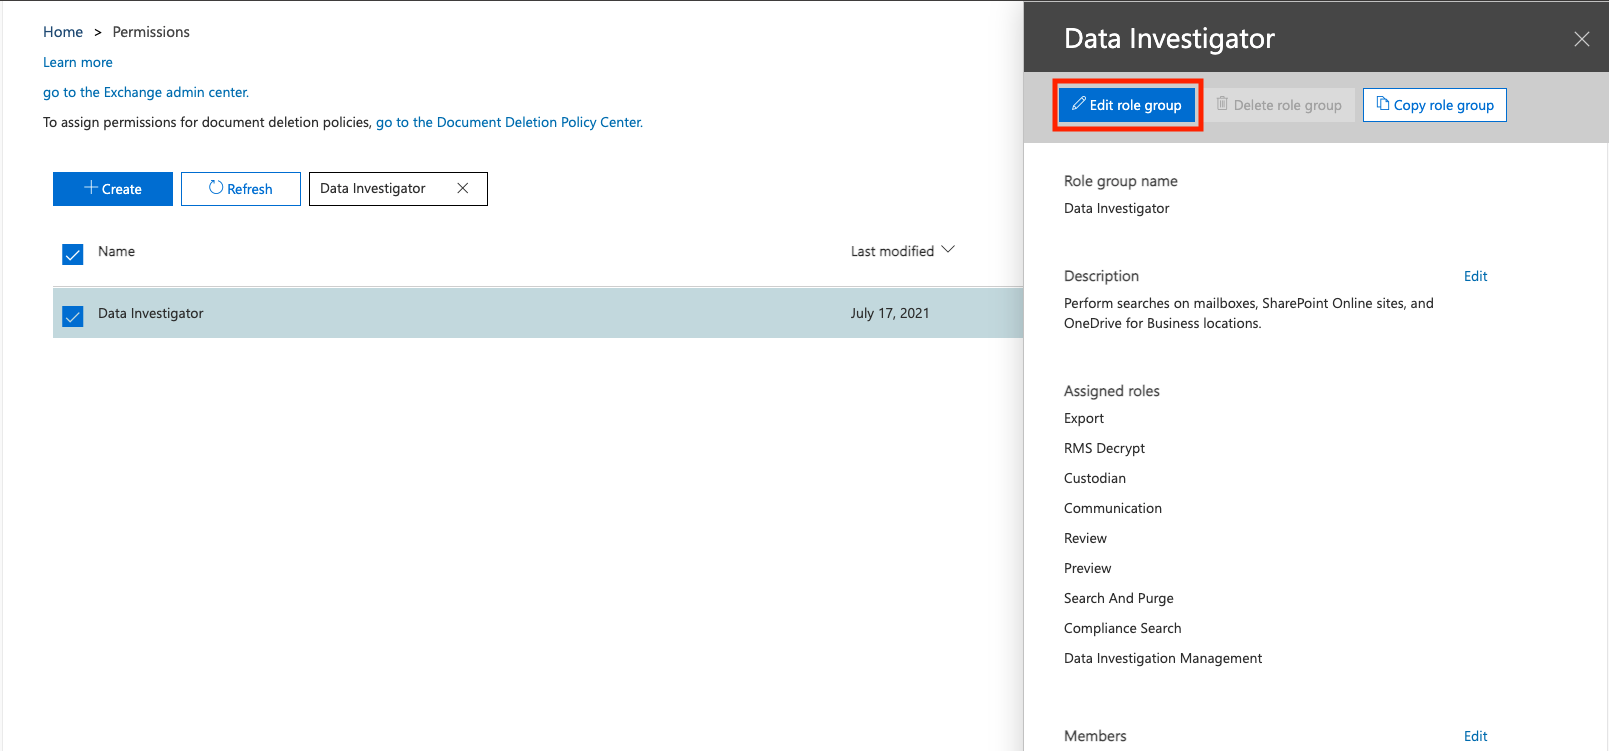 Home > Permissions
Learn more
go to the Exchange admin center.
To assign permissions for document deletion policies, go to the Document Deletion Policy Center.
Create
Refresh
Data Investigator
Name
Last modified
Data Investigator
July 17, 2021
Data Investigator
Edit role group
Delete role group
Copy role group
Role group name
Data Investigator
Description
Edit
Perform searches on mailboxes, SharePoint Online sites, and
OneDrive for Business locations.
Assigned roles
Export
RMS Decrypt
Custodian
Communication
Review
Preview
Search And Purge
Compliance Search
Data Investigation Management
Members
Edit